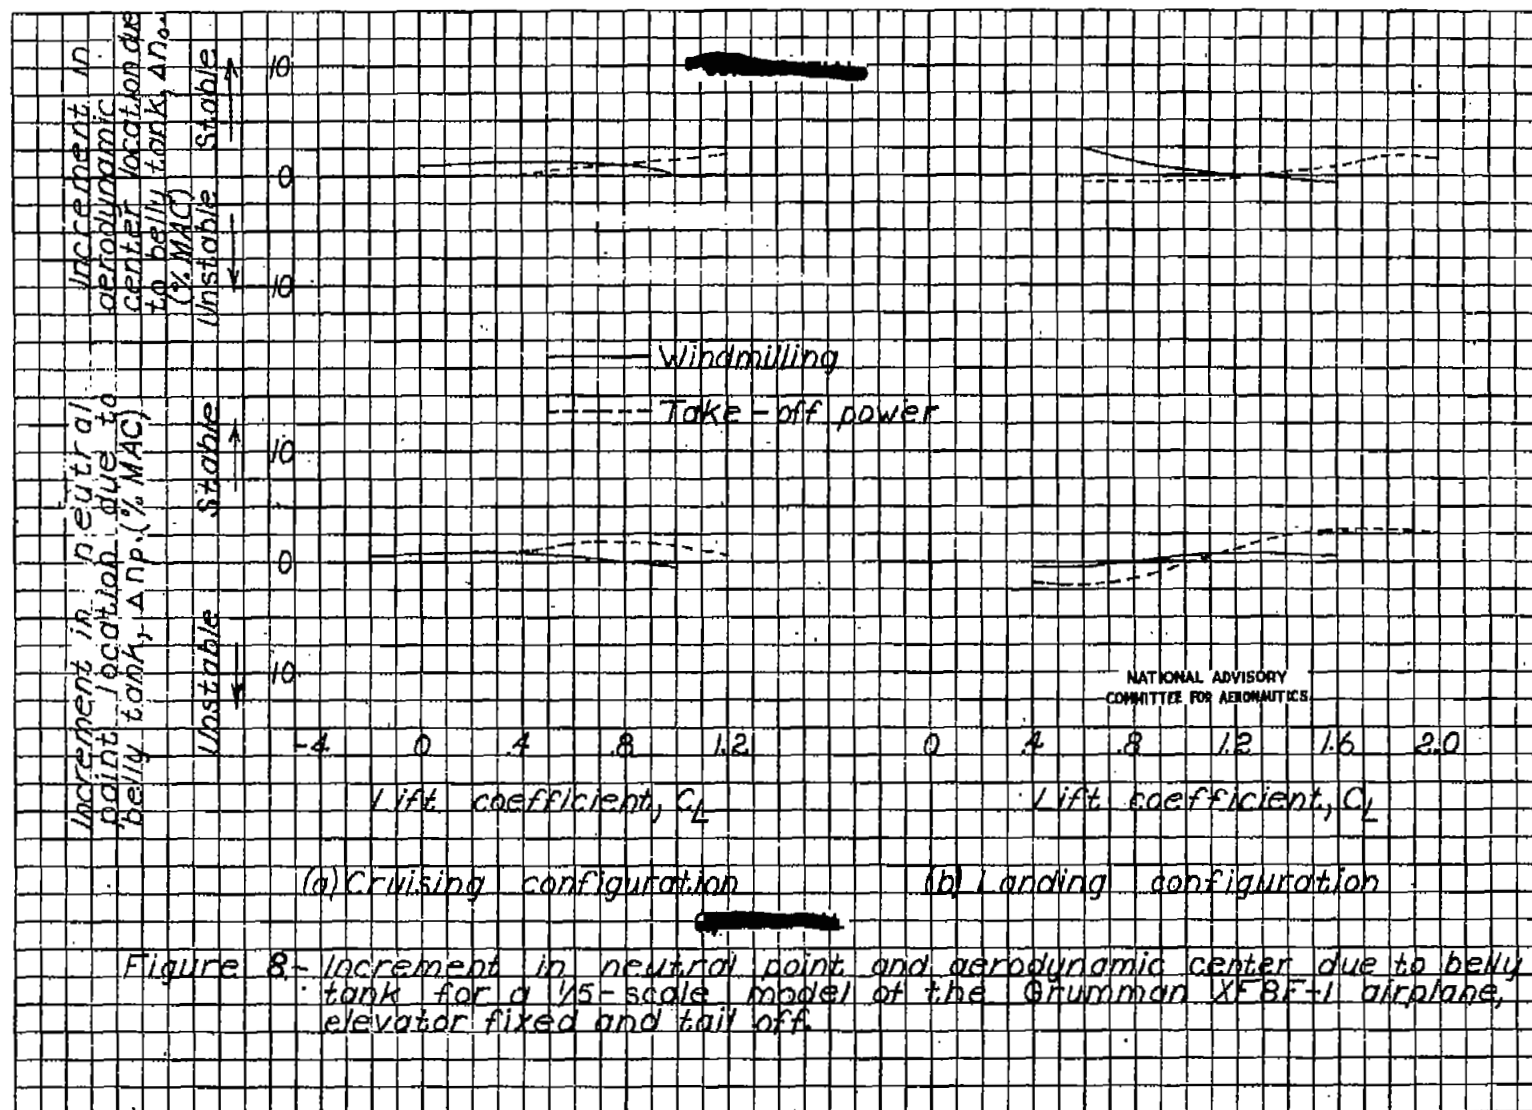 Increment in
aerodynamic
center location due
to belly tank, Δn₀.
(% MAC)
Unstable Stable
10
0
10
Windmilling
Take-off power
Increment in neutral
point location due to
belly tank, Δnp.(% MAC)
Unstable Stable
10
0
10
NATIONAL ADVISORY
COMMITTEE FOR AERONAUTICS
-.4 0 .4 .8 1.2 0 .4 .8 1.2 1.6 2.0
Lift coefficient, C_L Lift coefficient, C_L
(a) Cruising configuration (b) Landing configuration
Figure 8- Increment in neutral point and aerodynamic center due to belly
tank for a 1/5-scale model of the Grumman XF8F-1 airplane,
elevator fixed and tail off.